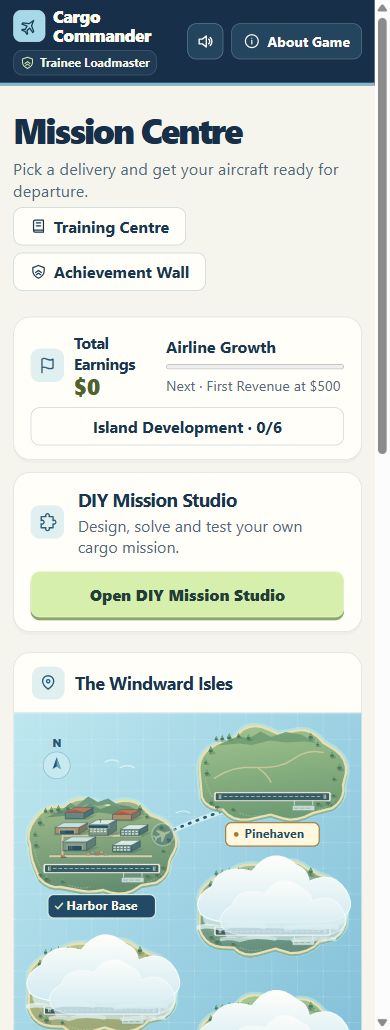 Cargo
Commander
Trainee Loadmaster
About Game
Mission Centre
Pick a delivery and get your aircraft ready for
departure.
Training Centre
Achievement Wall
Total
Earnings
$0
Airline Growth
Next · First Revenue at $500
Island Development · 0/6
DIY Mission Studio
Design, solve and test your own
cargo mission.
Open DIY Mission Studio
The Windward Isles
N
Pinehaven
Harbor Base